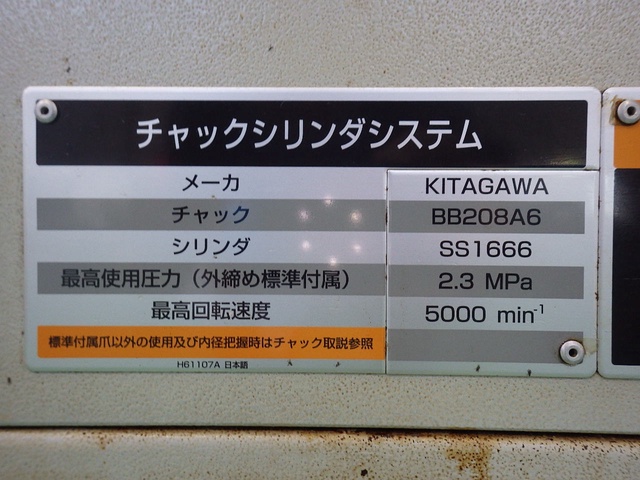 チャックシリンダシステム
メーカ KITAGAWA
チャック BB208A6
シリンダ SS1666
最高使用圧力（外締め標準付属） 2.3 MPa
最高回転速度 5000 min⁻¹
標準付属爪以外の使用及び内径把握時はチャック取説参照
H61107A 日本語